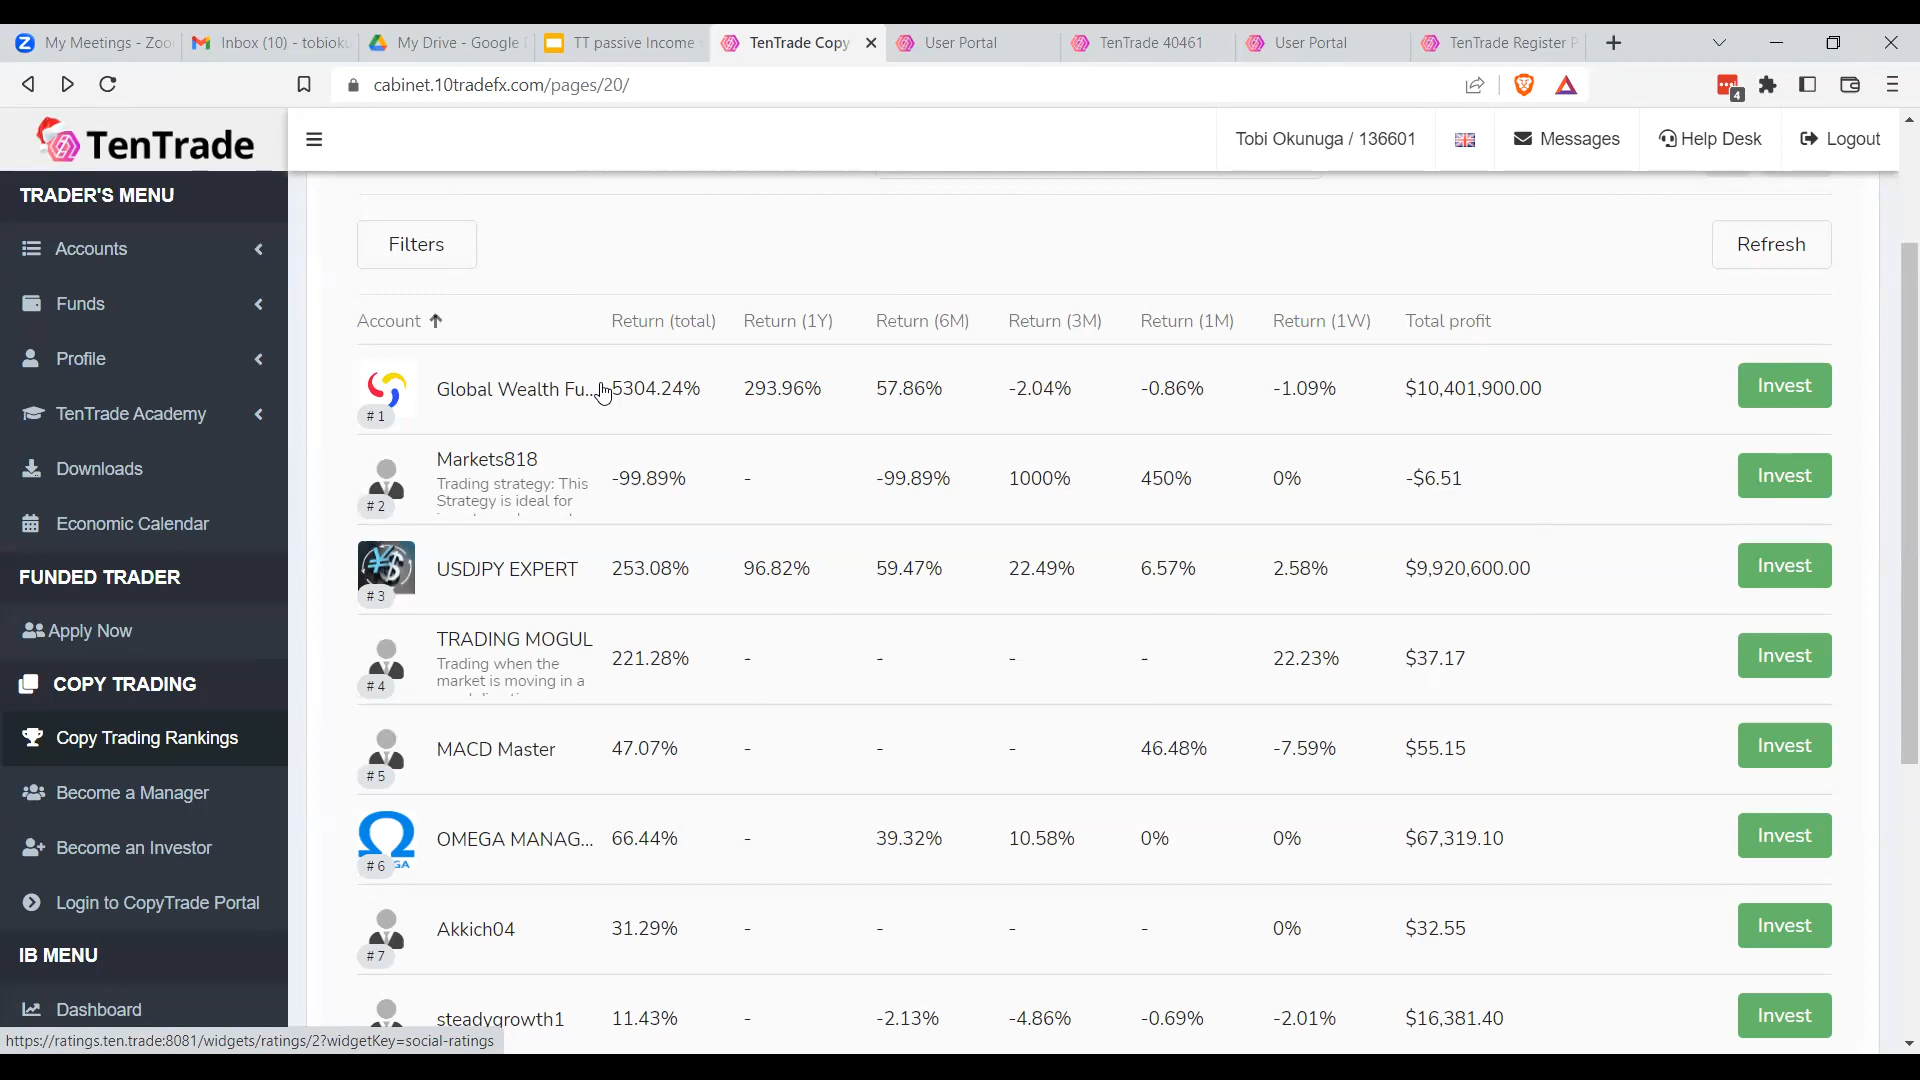 My Meetings - Zoo
Inbox (10) - tobioku
My Drive - Google D
TT passive Income
TenTrade Copy
User Portal
TenTrade 40461
User Portal
TenTrade Register P
cabinet.10tradefx.com/pages/20/
4
TenTrade
Tobi Okunuga / 136601
Messages
Help Desk
Logout
TRADER'S MENU
Accounts
Funds
Profile
TenTrade Academy
Downloads
Economic Calendar
FUNDED TRADER
Apply Now
COPY TRADING
Copy Trading Rankings
Become a Manager
Become an Investor
Login to CopyTrade Portal
IB MENU
Dashboard
Filters
Refresh
Account Return (total) Return (1Y) Return (6M) Return (3M) Return (1M) Return (1W) Total profit
Global Wealth Fu... 5304.24% 293.96% 57.86% -2.04% -0.86% -1.09% $10,401,900.00 Invest
# 1
Markets818
Trading strategy: This
Strategy is ideal for
-99.89% - -99.89% 1000% 450% 0% -$6.51 Invest
# 2
USDJPY EXPERT 253.08% 96.82% 59.47% 22.49% 6.57% 2.58% $9,920,600.00 Invest
# 3
TRADING MOGUL
Trading when the
market is moving in a
221.28% - - - - 22.23% $37.17 Invest
# 4
MACD Master 47.07% - - - 46.48% -7.59% $55.15 Invest
# 5
OMEGA MANAG... 66.44% - 39.32% 10.58% 0% 0% $67,319.10 Invest
# 6
Akkich04 31.29% - - - - 0% $32.55 Invest
# 7
steadygrowth1 11.43% - -2.13% -4.86% -0.69% -2.01% $16,381.40 Invest
https://ratings.ten.trade:8081/widgets/ratings/2?widgetKey=social-ratings